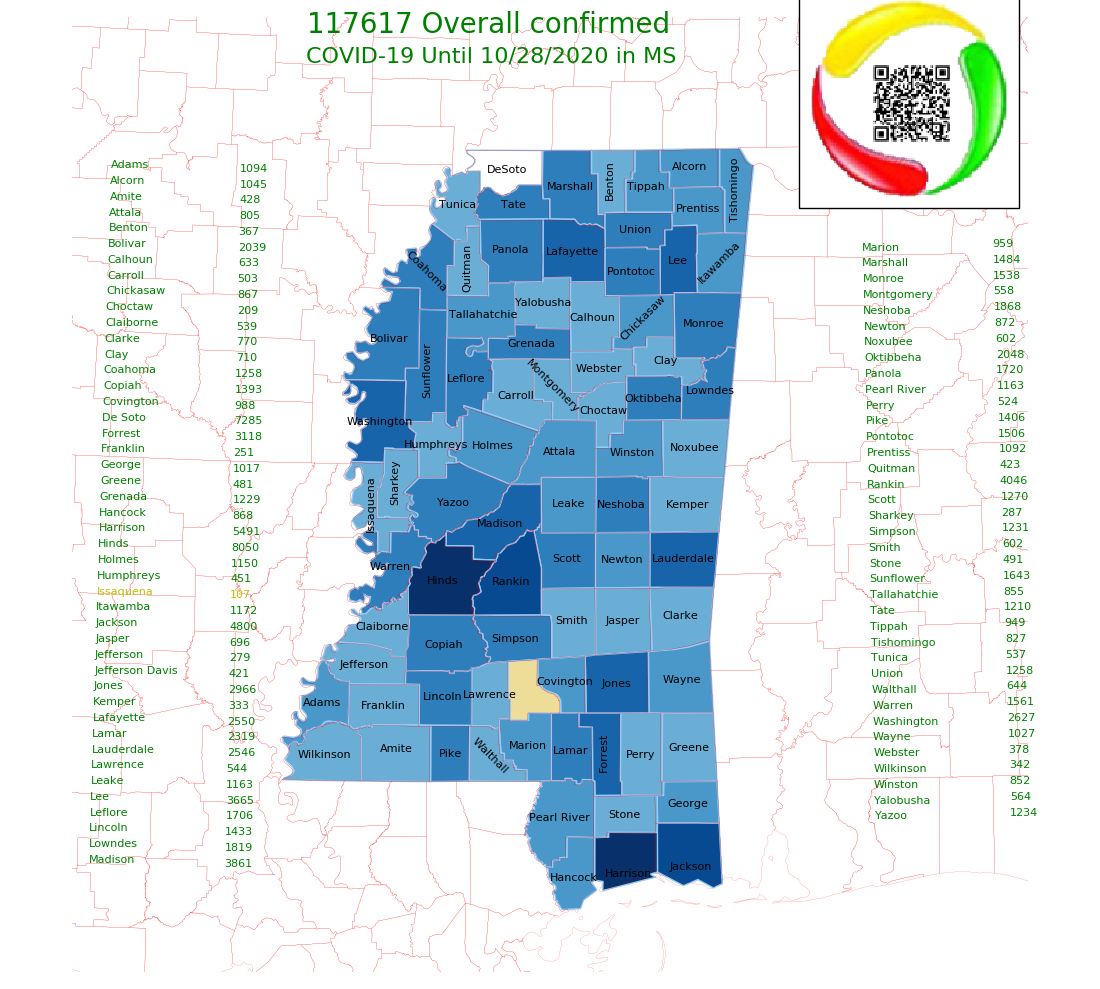 117617 Overall confirmed
COVID-19 Until 10/28/2020 in MS
Adams 1094
Alcorn 1045
Amite 428
Attala 805
Benton 367
Bolivar 2039
Calhoun 633
Carroll 503
Chickasaw 867
Choctaw 209
Claiborne 539
Clarke 770
Clay 710
Coahoma 1258
Copiah 1393
Covington 988
De Soto 7285
Forrest 3118
Franklin 251
George 1017
Greene 481
Grenada 1229
Hancock 868
Harrison 5491
Hinds 8050
Holmes 1150
Humphreys 451
Issaquena 107
Itawamba 1172
Jackson 4800
Jasper 696
Jefferson 279
Jefferson Davis 421
Jones 2966
Kemper 333
Lafayette 2550
Lamar 2319
Lauderdale 2546
Lawrence 544
Leake 1163
Lee 3665
Leflore 1706
Lincoln 1433
Lowndes 1819
Madison 3861
DeSoto
Marshall
Benton
Tippah
Alcorn
Tishomingo
Tunica
Tate
Prentiss
Union
Panola
Lafayette
Lee
Itawamba
Coahoma
Quitman
Pontotoc
Yalobusha
Tallahatchie
Calhoun
Chickasaw
Monroe
Bolivar
Sunflower
Grenada
Leflore
Montgomery
Webster
Clay
Carroll
Choctaw
Oktibbeha
Lowndes
Washington
Humphreys
Holmes
Attala
Winston
Noxubee
Sharkey
Issaquena
Yazoo
Madison
Leake
Neshoba
Kemper
Warren
Hinds
Rankin
Scott
Newton
Lauderdale
Claiborne
Copiah
Simpson
Smith
Jasper
Clarke
Jefferson
Adams
Franklin
Lincoln
Lawrence
Covington
Jones
Wayne
Wilkinson
Amite
Pike
Walthall
Marion
Lamar
Forrest
Perry
Greene
Pearl River
Stone
George
Hancock
Harrison
Jackson
Marion 959
Marshall 1484
Monroe 1538
Montgomery 558
Neshoba 1868
Newton 872
Noxubee 602
Oktibbeha 2048
Panola 1720
Pearl River 1163
Perry 524
Pike 1406
Pontotoc 1506
Prentiss 1092
Quitman 423
Rankin 4046
Scott 1270
Sharkey 287
Simpson 1231
Smith 602
Stone 491
Sunflower 1643
Tallahatchie 855
Tate 1210
Tippah 949
Tishomingo 827
Tunica 537
Union 1258
Walthall 644
Warren 1561
Washington 2627
Wayne 1027
Webster 378
Wilkinson 342
Winston 852
Yalobusha 564
Yazoo 1234